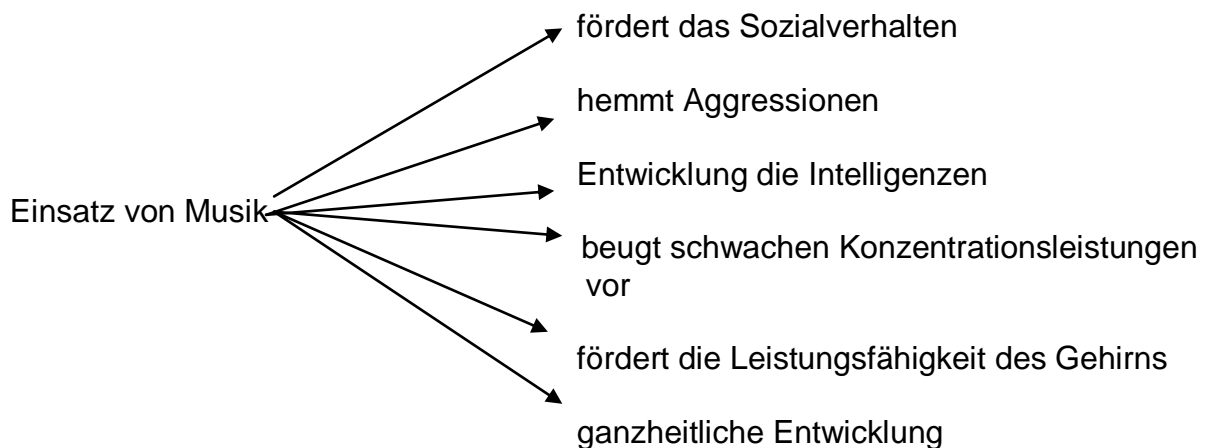 fördert das Sozialverhalten
hemmt Aggressionen
Entwicklung die Intelligenzen
Einsatz von Musik
beugt schwachen Konzentrationsleistungen
vor
fördert die Leistungsfähigkeit des Gehirns
ganzheitliche Entwicklung